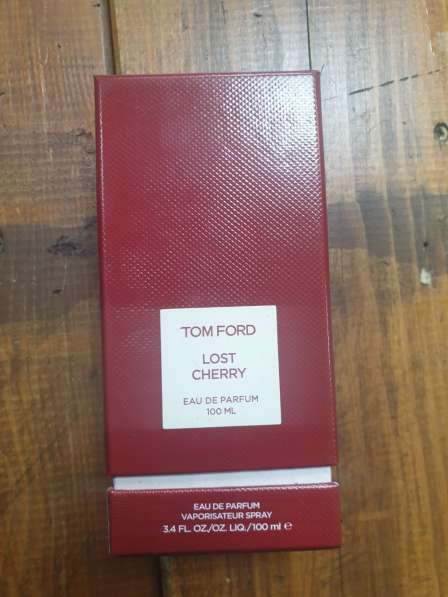 TOM FORD
LOST
CHERRY
EAU DE PARFUM
100 ML
EAU DE PARFUM
VAPORISATEUR SPRAY
3.4 FL. OZ./OZ. LIQ./100 ml ℮